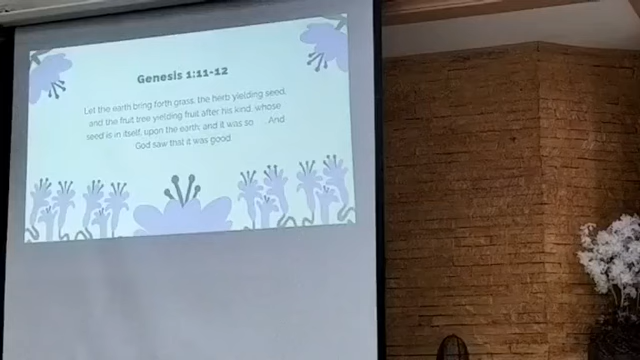 Genesis 1:11-12
Let the earth bring forth grass, the herb yielding seed,
and the fruit tree yielding fruit after his kind, whose
seed is in itself, upon the earth: and it was so And
God saw that it was good